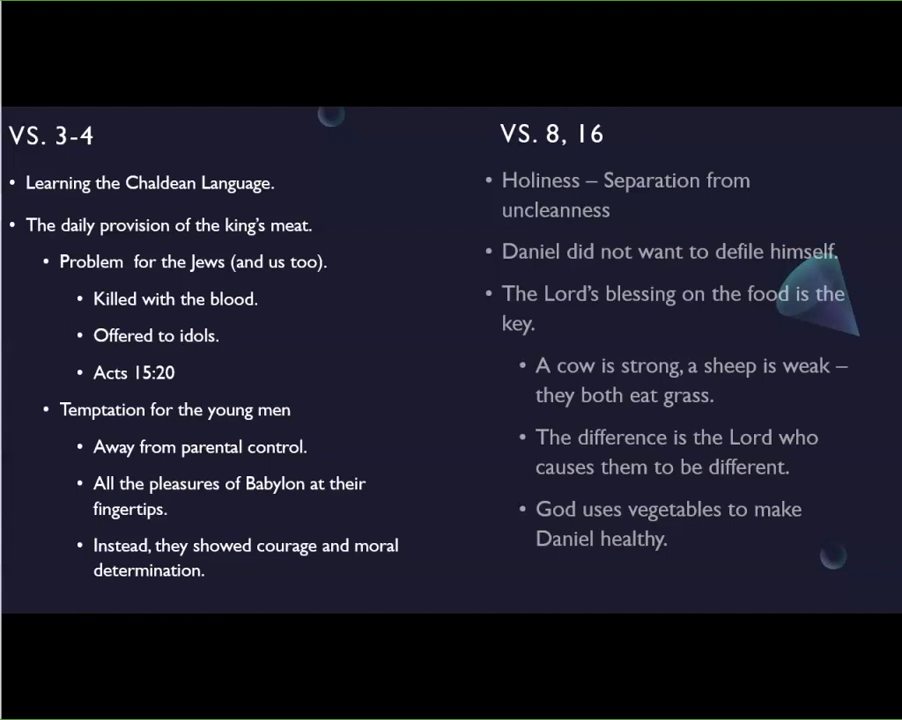 VS. 3-4
• Learning the Chaldean Language.
• The daily provision of the king's meat.
• Problem  for the Jews (and us too).
• Killed with the blood.
• Offered to idols.
• Acts 15:20
• Temptation for the young men
• Away from parental control.
• All the pleasures of Babylon at their
fingertips.
• Instead, they showed courage and moral
determination.
VS. 8, 16
• Holiness – Separation from
uncleanness
• Daniel did not want to defile himself.
• The Lord's blessing on the food is the
key.
• A cow is strong, a sheep is weak –
they both eat grass.
• The difference is the Lord who
causes them to be different.
• God uses vegetables to make
Daniel healthy.